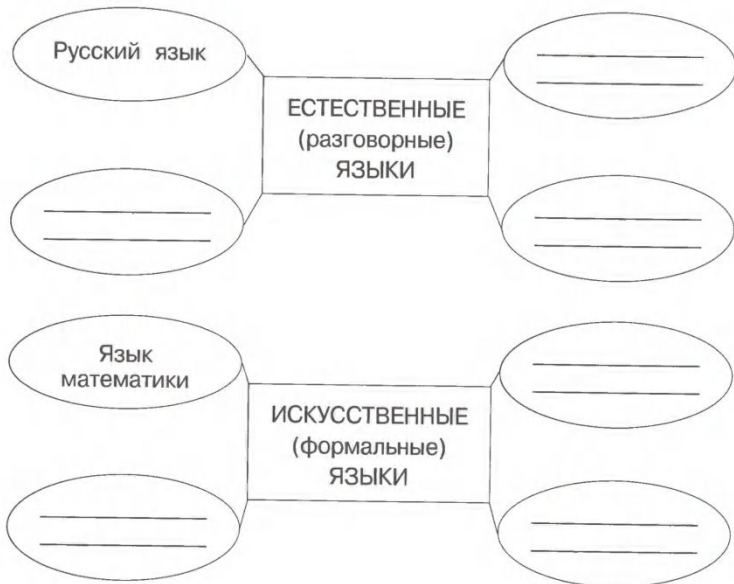 Русский язык
ЕСТЕСТВЕННЫЕ
(разговорные)
ЯЗЫКИ
Язык
математики
ИСКУССТВЕННЫЕ
(формальные)
ЯЗЫКИ